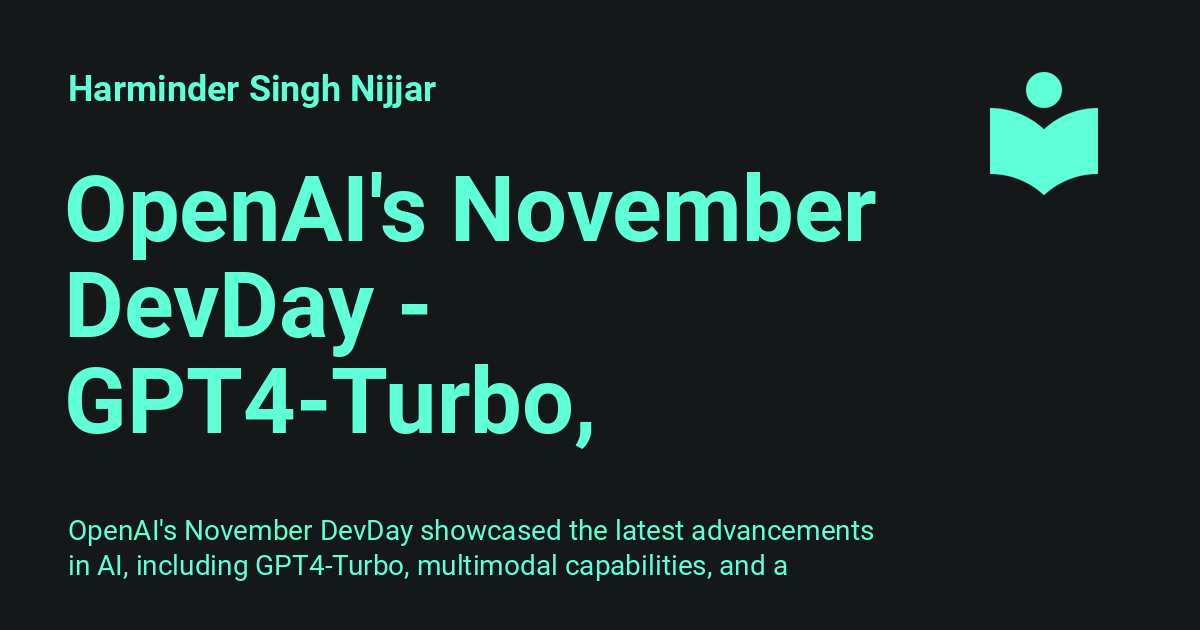 Harminder Singh Nijjar
OpenAI's November
DevDay -
GPT4-Turbo,
OpenAI's November DevDay showcased the latest advancements
in AI, including GPT4-Turbo, multimodal capabilities, and a